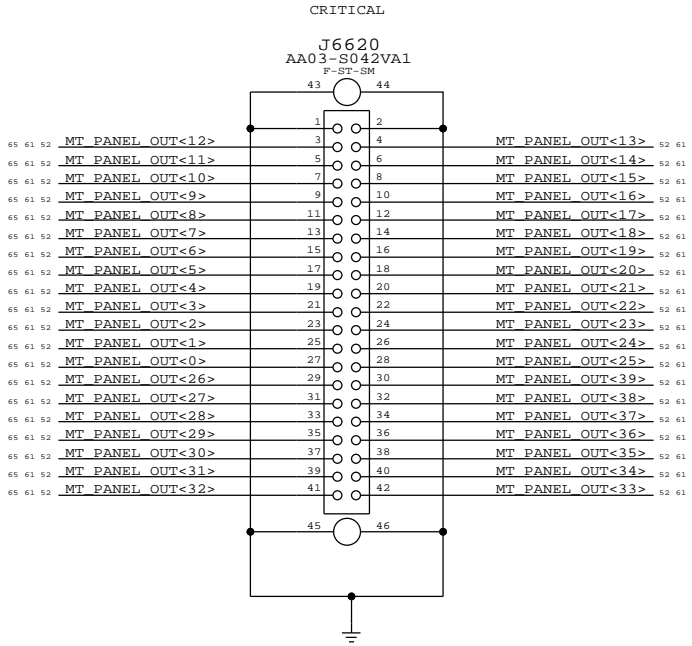 CRITICAL
J6620
AA03-S042VA1
F-ST-SM
43 44
1 2
65 61 52 MT_PANEL_OUT<12> 3 4 MT_PANEL_OUT<13> 52 61
65 61 52 MT_PANEL_OUT<11> 5 6 MT_PANEL_OUT<14> 52 61
65 61 52 MT_PANEL_OUT<10> 7 8 MT_PANEL_OUT<15> 52 61
65 61 52 MT_PANEL_OUT<9> 9 10 MT_PANEL_OUT<16> 52 61
65 61 52 MT_PANEL_OUT<8> 11 12 MT_PANEL_OUT<17> 52 61
65 61 52 MT_PANEL_OUT<7> 13 14 MT_PANEL_OUT<18> 52 61
65 61 52 MT_PANEL_OUT<6> 15 16 MT_PANEL_OUT<19> 52 61
65 61 52 MT_PANEL_OUT<5> 17 18 MT_PANEL_OUT<20> 52 61
65 61 52 MT_PANEL_OUT<4> 19 20 MT_PANEL_OUT<21> 52 61
65 61 52 MT_PANEL_OUT<3> 21 22 MT_PANEL_OUT<22> 52 61
65 61 52 MT_PANEL_OUT<2> 23 24 MT_PANEL_OUT<23> 52 61
65 61 52 MT_PANEL_OUT<1> 25 26 MT_PANEL_OUT<24> 52 61
65 61 52 MT_PANEL_OUT<0> 27 28 MT_PANEL_OUT<25> 52 61
65 61 52 MT_PANEL_OUT<26> 29 30 MT_PANEL_OUT<39> 52 61
65 61 52 MT_PANEL_OUT<27> 31 32 MT_PANEL_OUT<38> 52 61
65 61 52 MT_PANEL_OUT<28> 33 34 MT_PANEL_OUT<37> 52 61
65 61 52 MT_PANEL_OUT<29> 35 36 MT_PANEL_OUT<36> 52 61
65 61 52 MT_PANEL_OUT<30> 37 38 MT_PANEL_OUT<35> 52 61
65 61 52 MT_PANEL_OUT<31> 39 40 MT_PANEL_OUT<34> 52 61
65 61 52 MT_PANEL_OUT<32> 41 42 MT_PANEL_OUT<33> 52 61
45 46